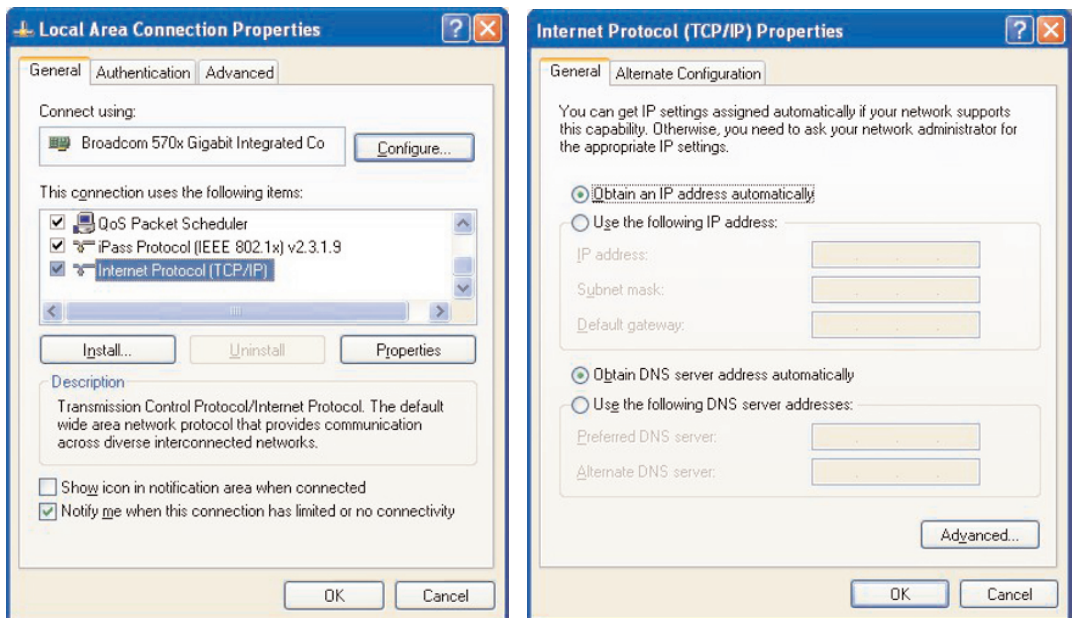 Local Area Connection Properties
General Authentication Advanced
Connect using:
Broadcom 570x Gigabit Integrated Co
Configure...
This connection uses the following items:
QoS Packet Scheduler
iPass Protocol (IEEE 802.1x) v2.3.1.9
Internet Protocol (TCP/IP)
Install... Uninstall Properties
Description
Transmission Control Protocol/Internet Protocol. The default
wide area network protocol that provides communication
across diverse interconnected networks.
Show icon in notification area when connected
Notify me when this connection has limited or no connectivity
OK Cancel
Internet Protocol (TCP/IP) Properties
General Alternate Configuration
You can get IP settings assigned automatically if your network supports
this capability. Otherwise, you need to ask your network administrator for
the appropriate IP settings.
Obtain an IP address automatically
Use the following IP address:
IP address:
Subnet mask:
Default gateway:
Obtain DNS server address automatically
Use the following DNS server addresses:
Preferred DNS server:
Alternate DNS server:
Advanced...
OK Cancel